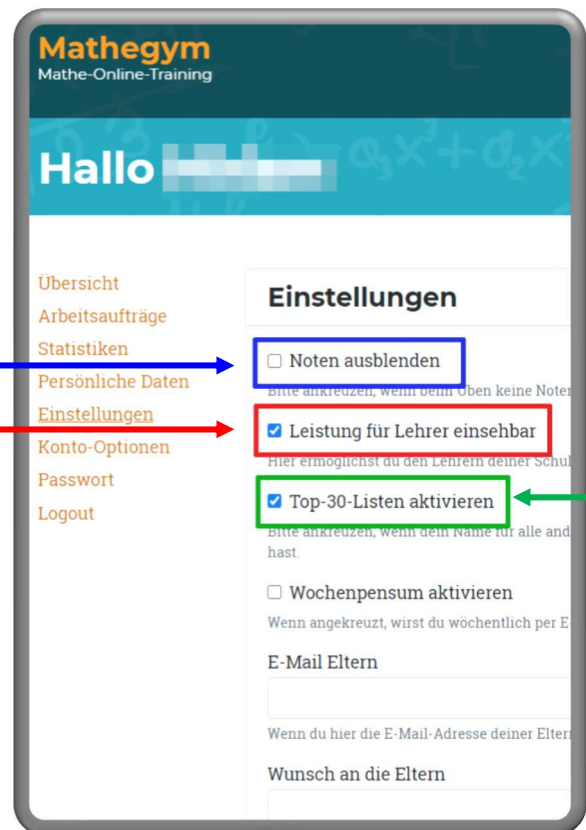 Mathegym
Mathe-Online-Training
Hallo
Übersicht
Arbeitsaufträge
Statistiken
Persönliche Daten
Einstellungen
Konto-Optionen
Passwort
Logout
Einstellungen
Noten ausblenden
Bitte ankreuzen, wenn beim Üben keine Noten
Leistung für Lehrer einsehbar
Hier ermöglichst du den Lehrern deiner Schul
Top-30-Listen aktivieren
Bitte ankreuzen, wenn dein Name für alle and
hast.
Wochenpensum aktivieren
Wenn angekreuzt, wirst du wöchentlich per E-
E-Mail Eltern
Wenn du hier die E-Mail-Adresse deiner Eltern
Wunsch an die Eltern